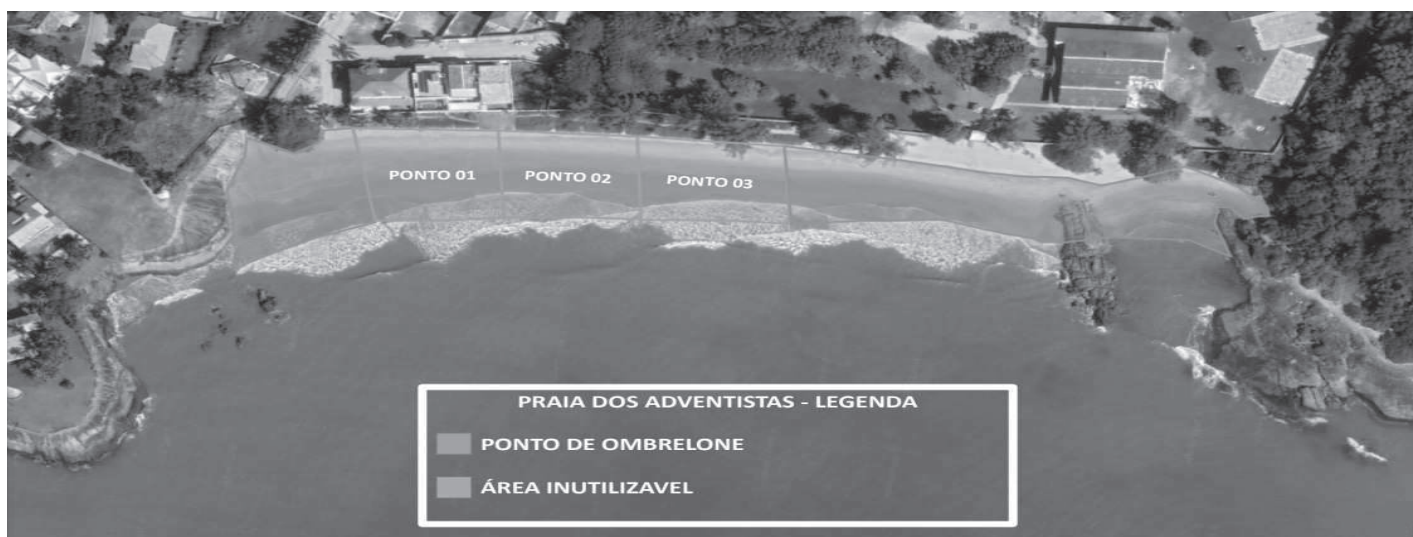 PONTO 01
PONTO 02
PONTO 03
PRAIA DOS ADVENTISTAS - LEGENDA
PONTO DE OMBRELONE
ÁREA INUTILIZAVEL